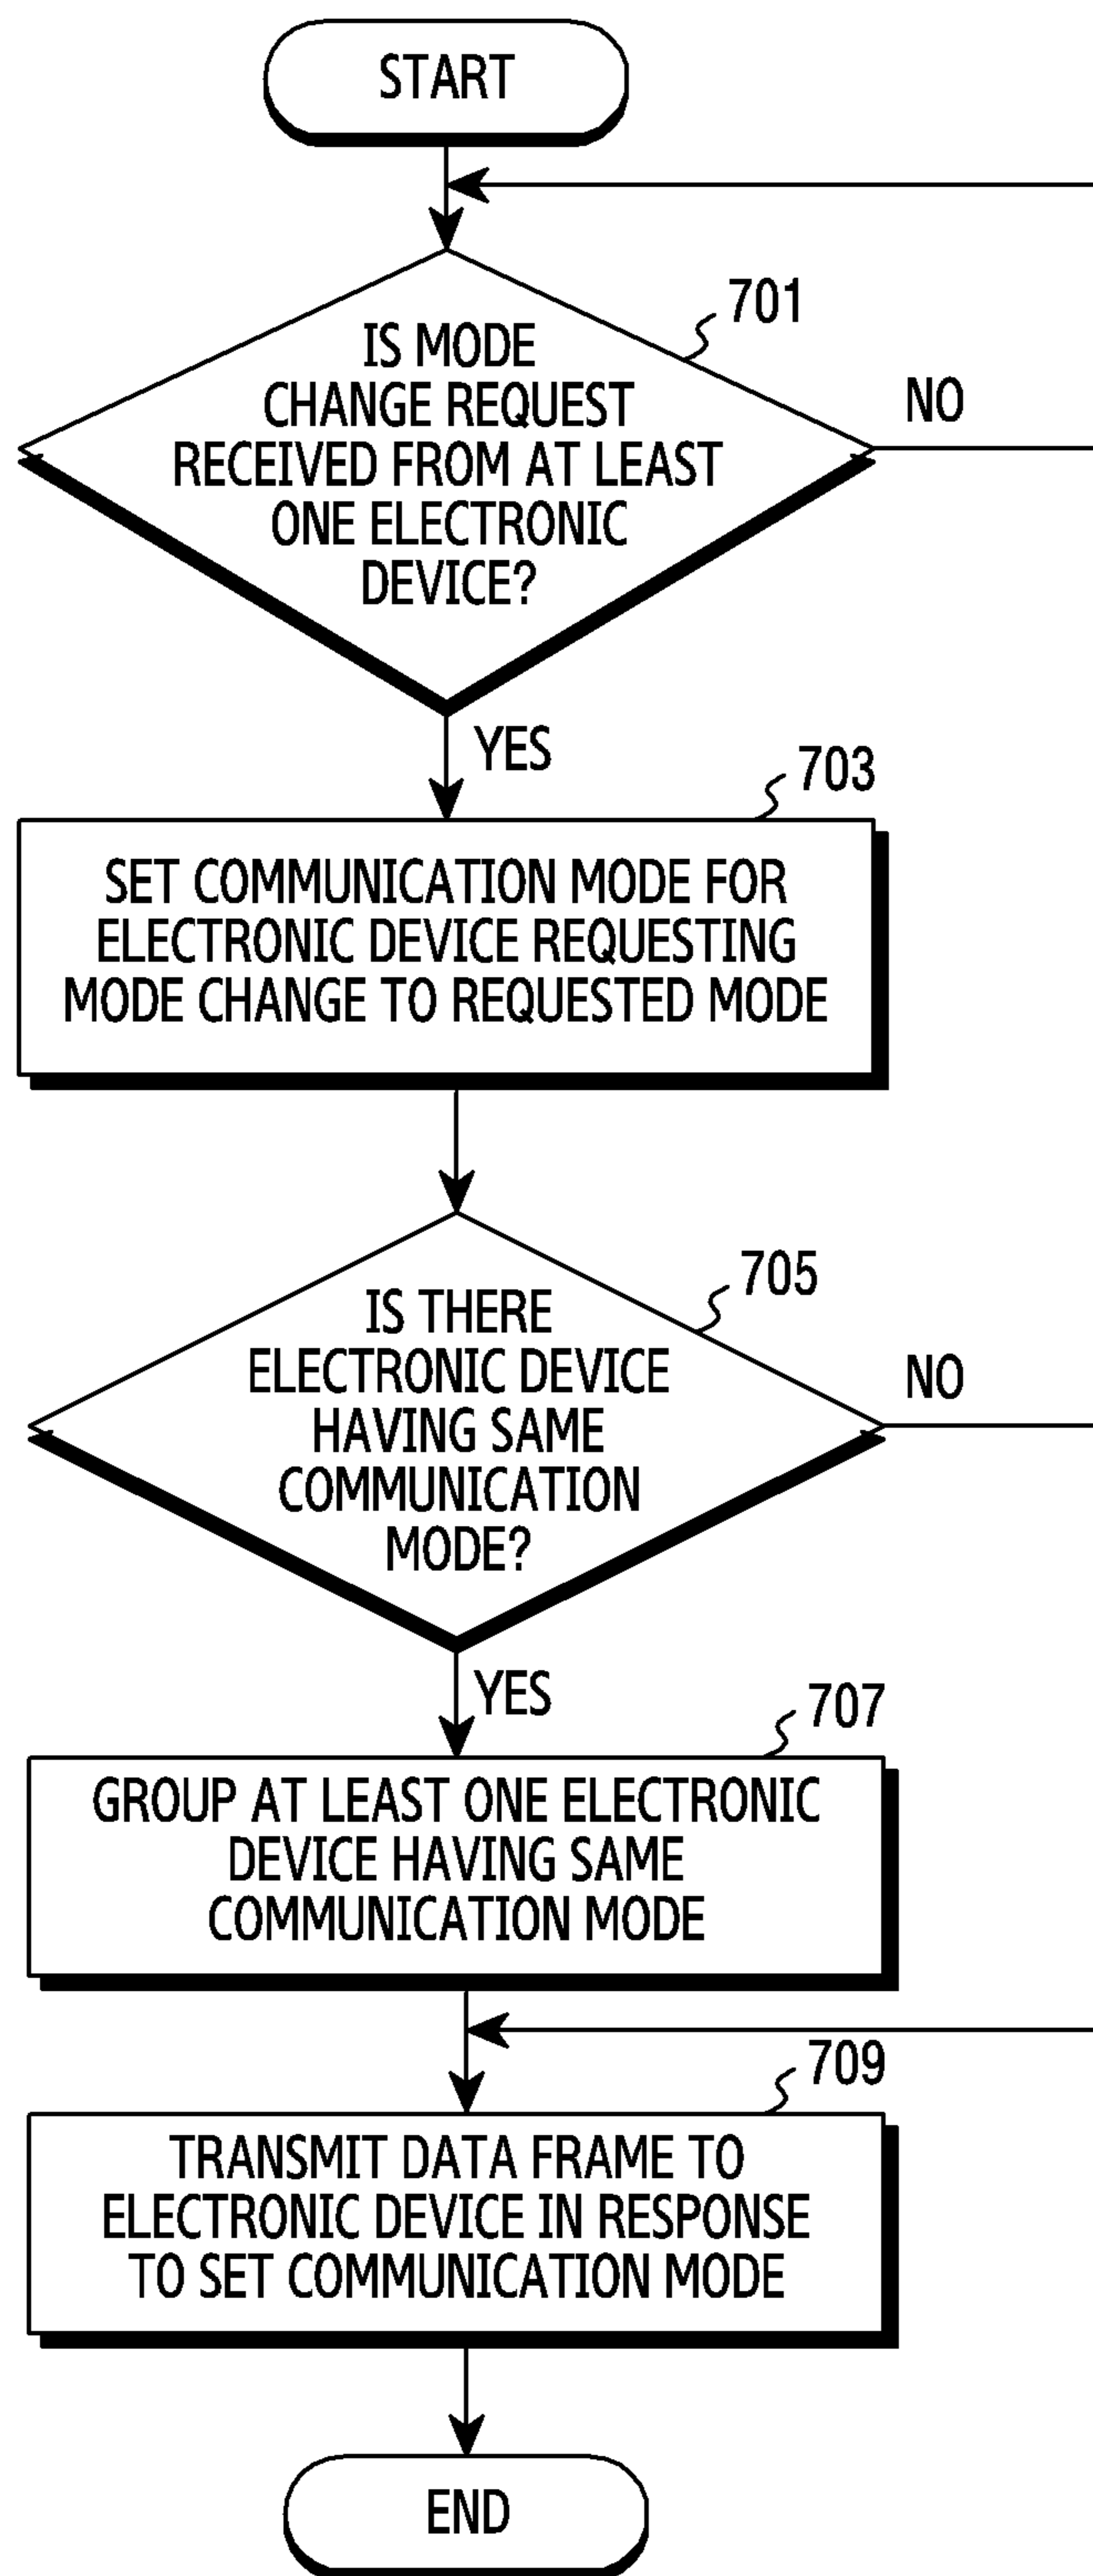 START
701
IS MODE
CHANGE REQUEST
RECEIVED FROM AT LEAST
ONE ELECTRONIC
DEVICE?
NO
YES
703
SET COMMUNICATION MODE FOR
ELECTRONIC DEVICE REQUESTING
MODE CHANGE TO REQUESTED MODE
705
IS THERE
ELECTRONIC DEVICE
HAVING SAME
COMMUNICATION
MODE?
NO
YES
707
GROUP AT LEAST ONE ELECTRONIC
DEVICE HAVING SAME
COMMUNICATION MODE
709
TRANSMIT DATA FRAME TO
ELECTRONIC DEVICE IN RESPONSE
TO SET COMMUNICATION MODE
END